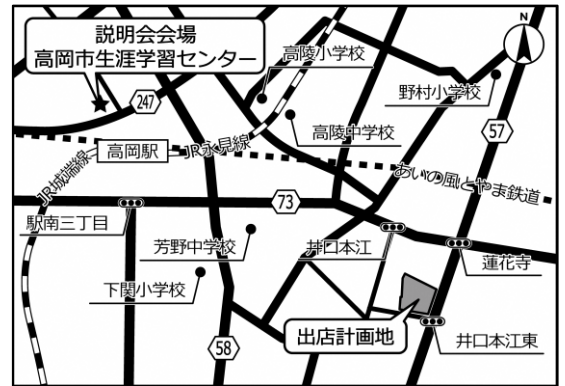 説明会会場
高岡市生涯学習センター
N
高陵小学校
野村小学校
247
高陵中学校
57
高岡駅
JR氷見線
JR城端線
あいの風とやま鉄道
73
駅南三丁目
芳野中学校
井口本江
蓮花寺
下関小学校
出店計画地
井口本江東
58